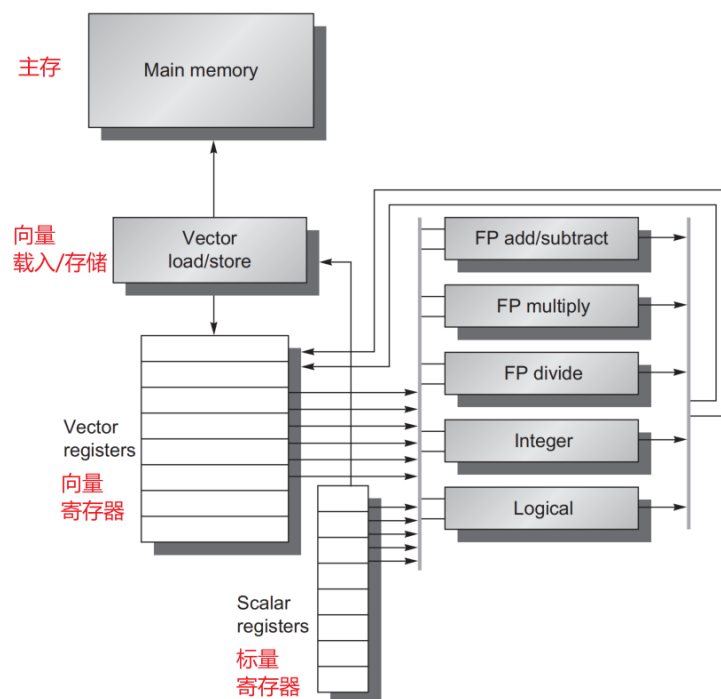 主存
Main memory
向量
载入/存储
Vector
load/store
FP add/subtract
FP multiply
FP divide
Integer
Logical
Vector
registers
向量
寄存器
Scalar
registers
标量
寄存器